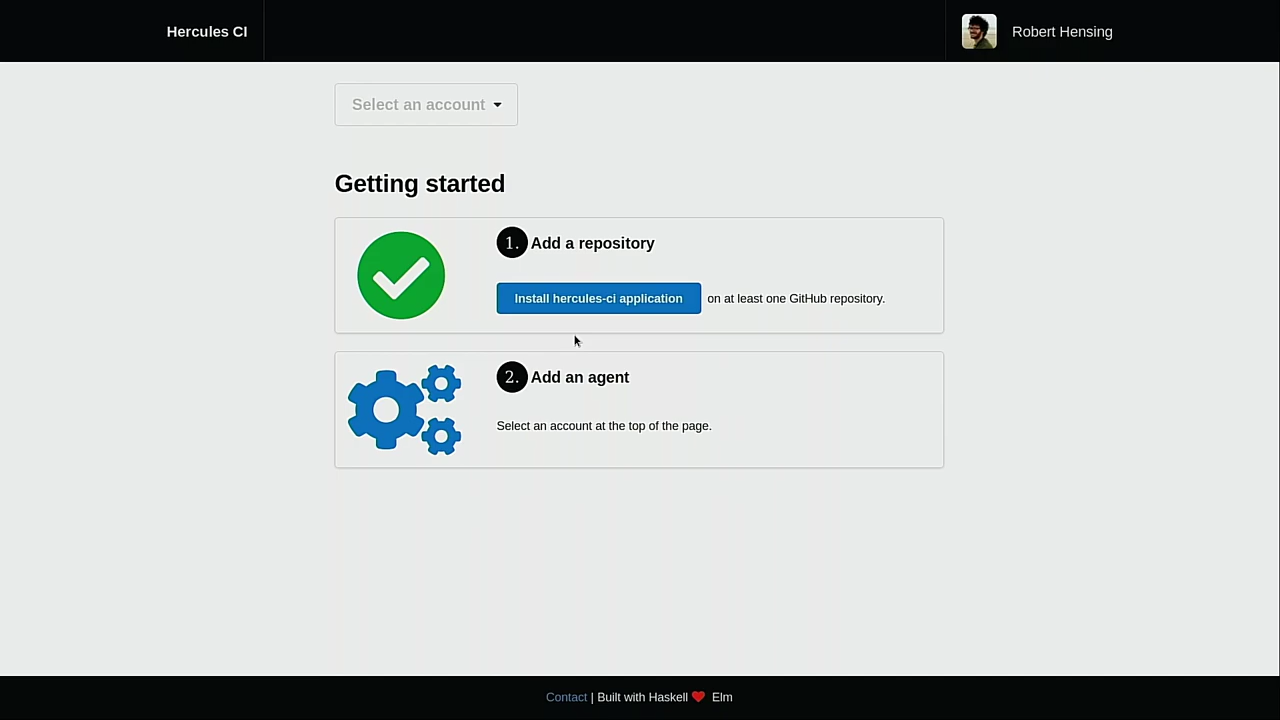 Hercules CI
Robert Hensing
Select an account
Getting started
1. Add a repository
Install hercules-ci application on at least one GitHub repository.
2. Add an agent
Select an account at the top of the page.
Contact | Built with Haskell ❤ Elm